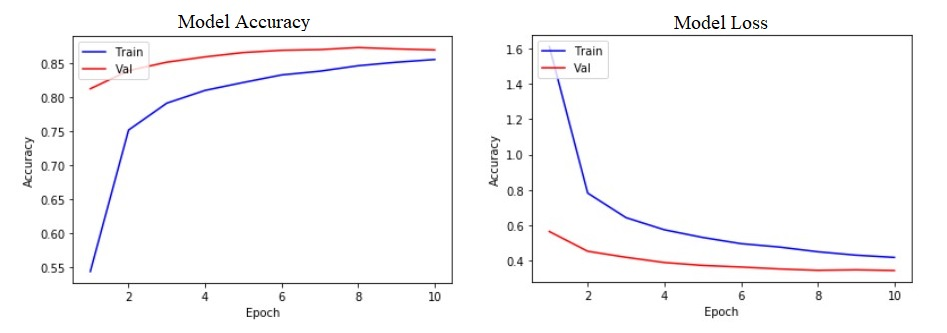 Model Accuracy
Train
Val
0.85
0.80
0.75
0.70
0.65
0.60
0.55
Accuracy
2
4
6
8
10
Epoch
Model Loss
Train
Val
1.6
1.4
1.2
1.0
0.8
0.6
0.4
Accuracy
2
4
6
8
10
Epoch